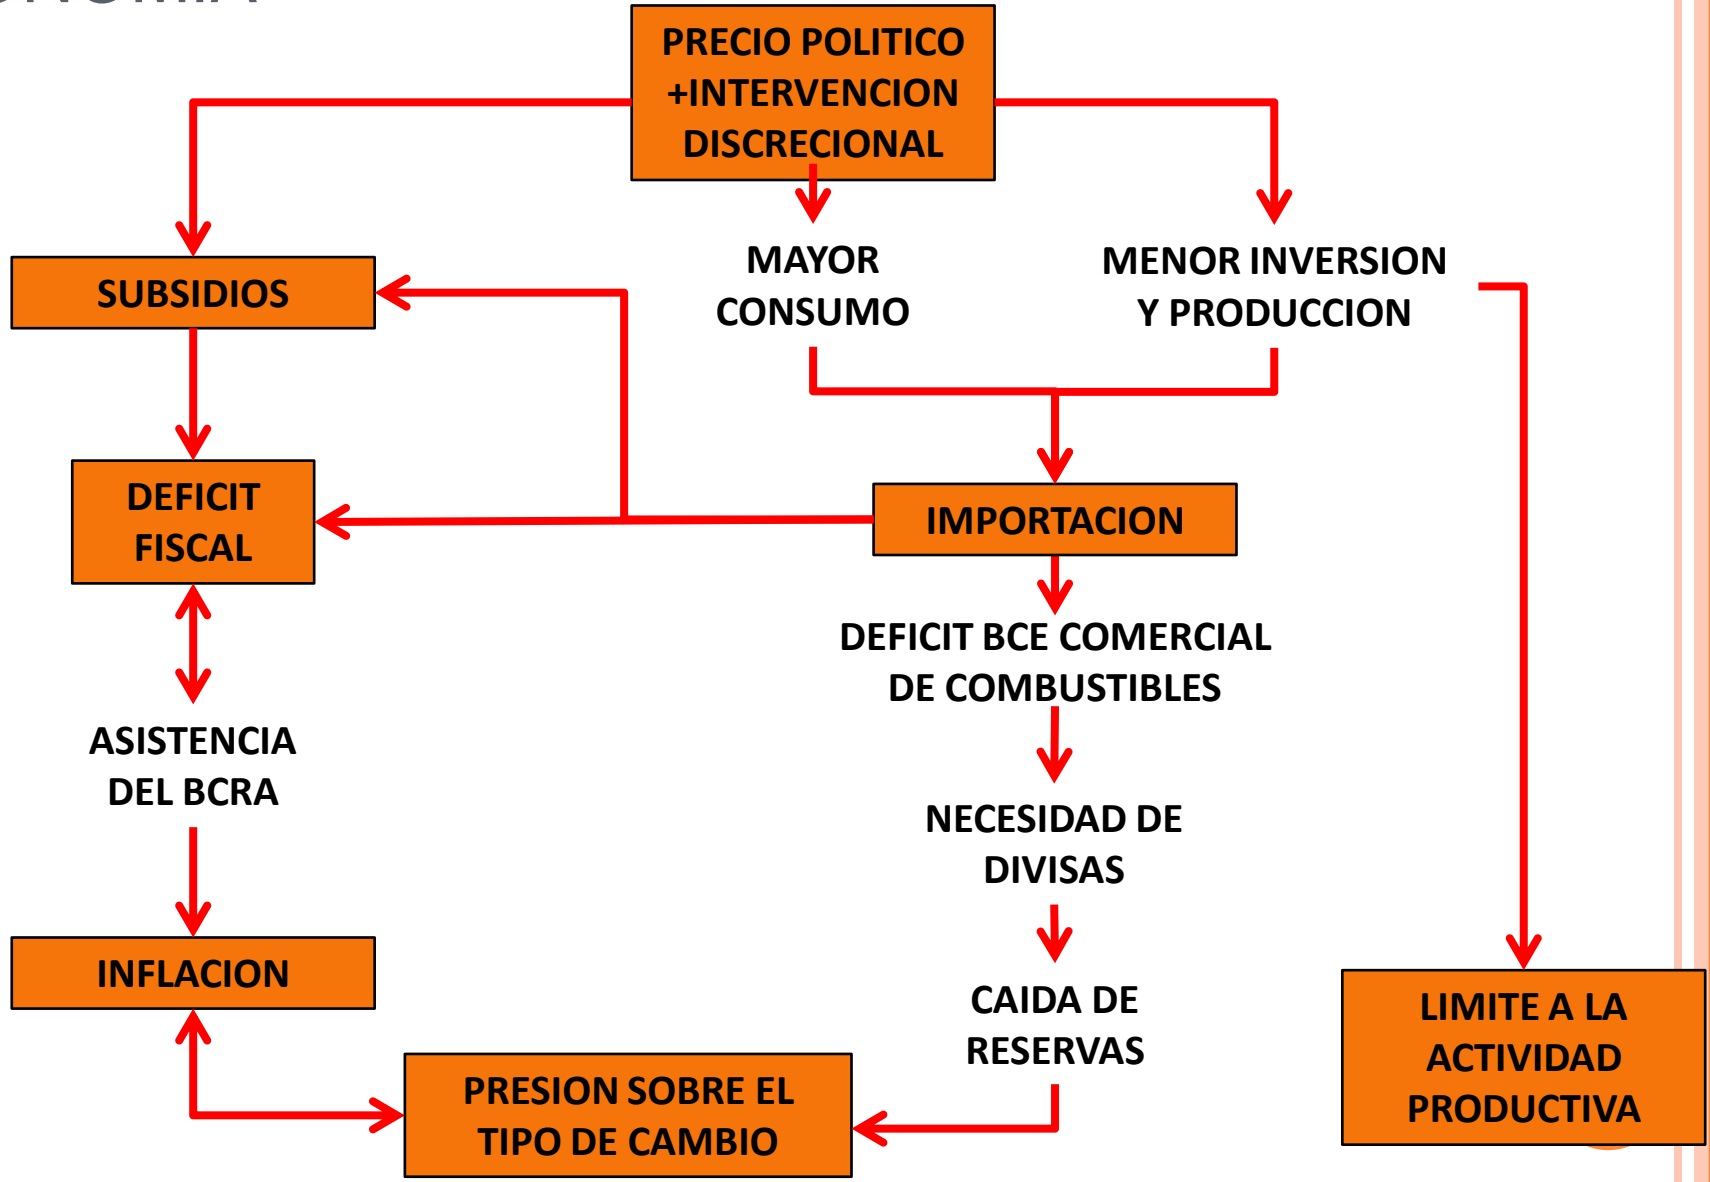 PRECIO POLITICO
+INTERVENCION
DISCRECIONAL
SUBSIDIOS
MAYOR
CONSUMO
MENOR INVERSION
Y PRODUCCION
DEFICIT
FISCAL
IMPORTACION
DEFICIT BCE COMERCIAL
DE COMBUSTIBLES
ASISTENCIA
DEL BCRA
NECESIDAD DE
DIVISAS
INFLACION
CAIDA DE
RESERVAS
LIMITE A LA
ACTIVIDAD
PRODUCTIVA
PRESION SOBRE EL
TIPO DE CAMBIO